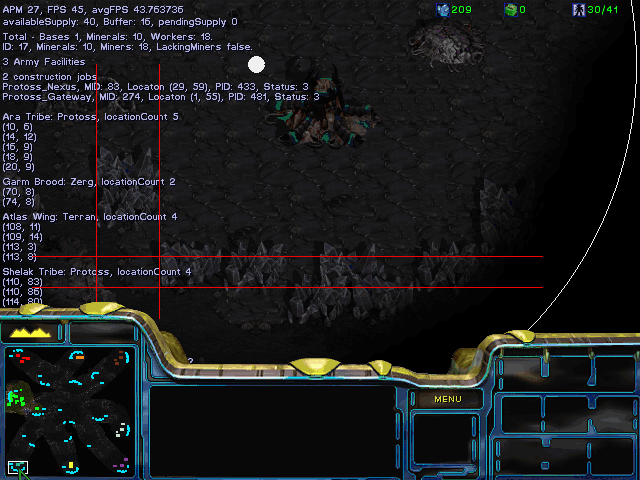 APM 27, FPS 45, avgFPS 43.763736
availableSupply: 40, Buffer: 16, pendingSupply 0
209
0
30/41
Total - Bases 1, Minerals: 10, Workers: 18.
ID: 17, Minerals: 10, Miners: 18, LackingMiners false.
3 Army Facilities
2 construction jobs
Protoss_Nexus, MID: 83, Locaton (29, 59), PID: 433, Status: 3
Protoss_Gateway, MID: 274, Locaton (1, 55), PID: 481, Status: 3
Ara Tribe: Protoss, locationCount 5
(10, 6)
(14, 12)
(16, 9)
(18, 9)
(20, 9)
Garm Brood: Zerg, locationCount 2
(70, 8)
(74, 8)
Atlas Wing: Terran, locationCount 4
(108, 11)
(109, 14)
(113, 3)
(113, 8)
Shelak Tribe: Protoss, locationCount 4
(110, 83)
(110, 86)
(114, 80)
?
MENU